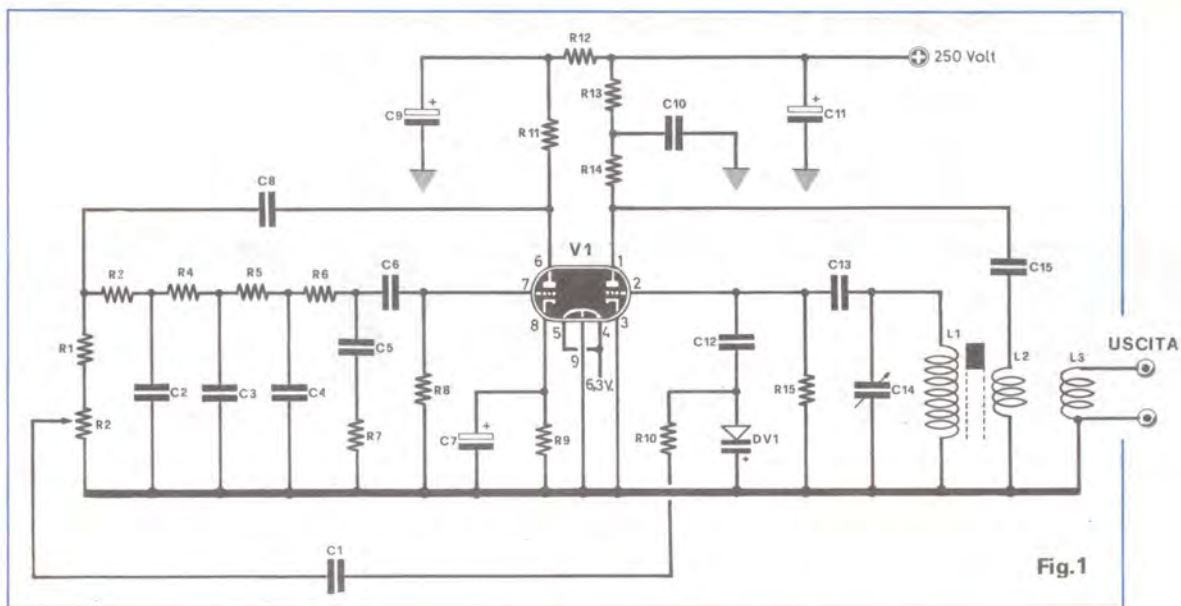 R12
250 Volt
R13
C10
C9
C11
R11
R14
C8
V1
6
1
C15
R2
R4
R5
R6
C6
7
2
C13
8
5
9
4
3
6,3V.
L1
L2
L3
USCITA
R1
C5
C12
C2
C3
C4
R8
C14
R2
R7
C7
R9
R10
R15
DV1
C1
Fig.1
+
+
+
+